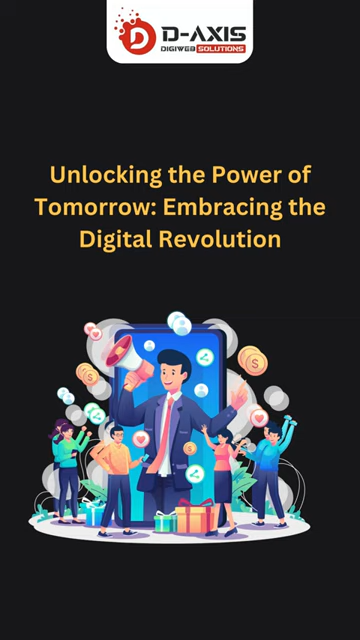 D-AXIS
DIGIWEB SOLUTIONS
Unlocking the Power of
Tomorrow: Embracing the
Digital Revolution